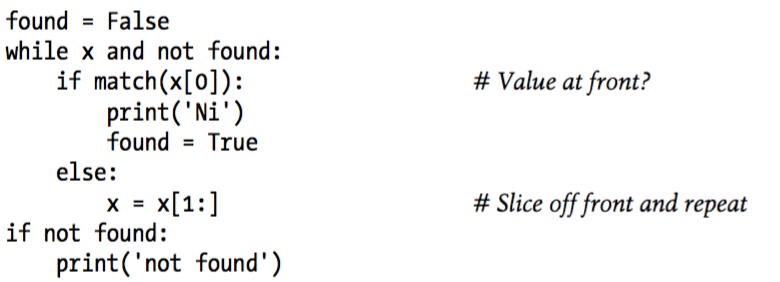 found = False
while x and not found:
    if match(x[0]):                  # Value at front?
        print('Ni')
        found = True
    else:
        x = x[1:]                    # Slice off front and repeat
if not found:
    print('not found')